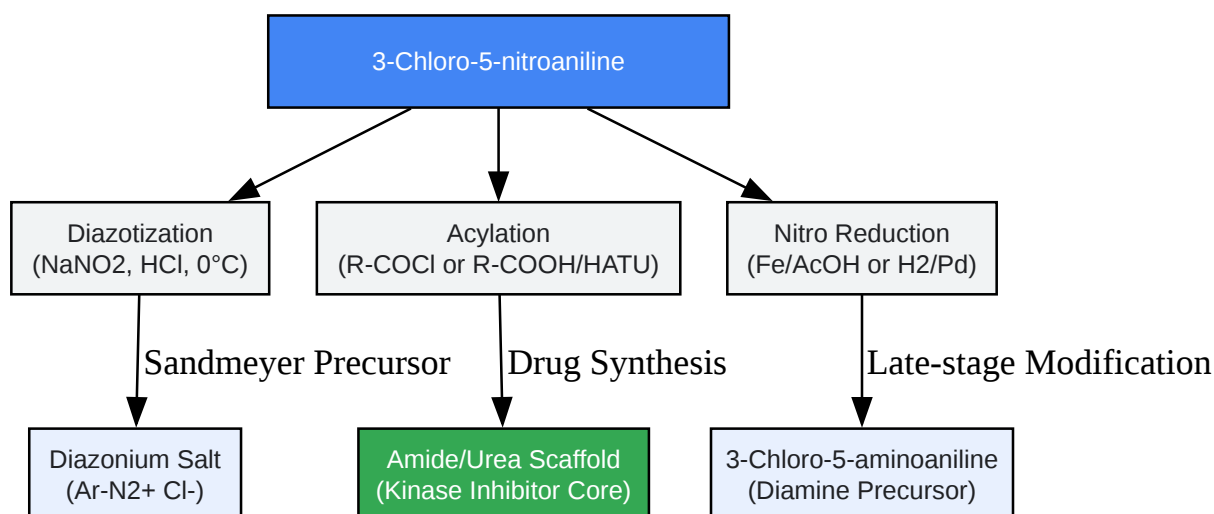 3-Chloro-5-nitroaniline
Diazotization
(NaNO2, HCl, 0°C)
Acylation
(R-COCl or R-COOH/HATU)
Nitro Reduction
(Fe/AcOH or H2/Pd)
Sandmeyer Precursor
Drug Synthesis
Late-stage Modification
Diazonium Salt
(Ar-N2+ Cl-)
Amide/Urea Scaffold
(Kinase Inhibitor Core)
3-Chloro-5-aminoaniline
(Diamine Precursor)